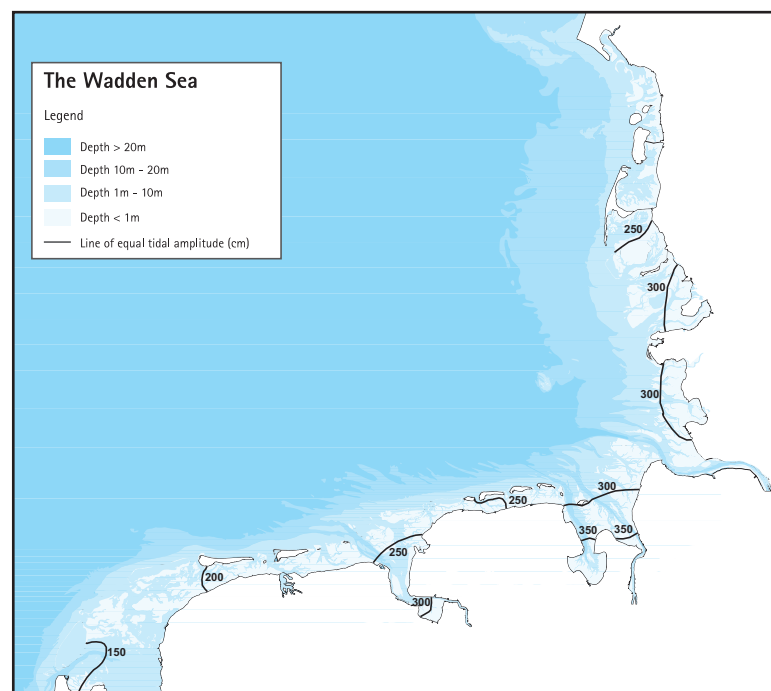 The Wadden Sea
Legend
Depth > 20m
Depth 10m - 20m
Depth 1m - 10m
Depth < 1m
Line of equal tidal amplitude (cm)
250
300
300
300
250
350
350
250
200
300
150